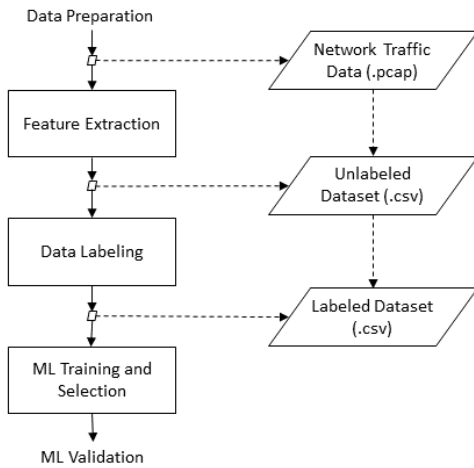 Data Preparation
Network Traffic
Data (.pcap)
Feature Extraction
Unlabeled
Dataset (.csv)
Data Labeling
Labeled Dataset
(.csv)
ML Training and
Selection
ML Validation